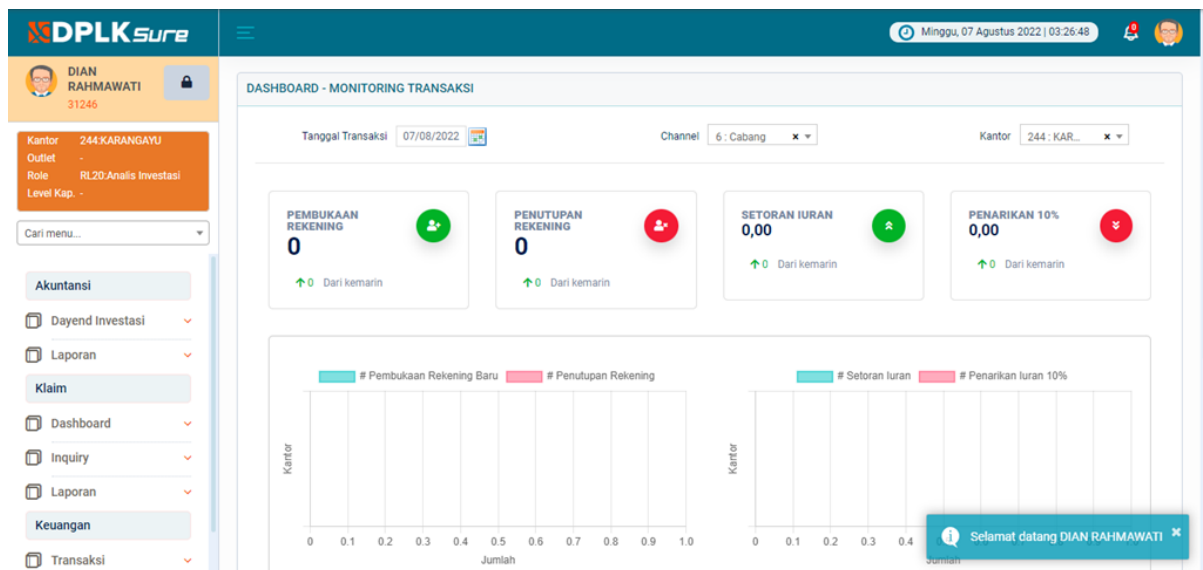 DPLK Sure
Minggu, 07 Agustus 2022 | 03:26:48
DIAN
RAHMAWATI
31246
Kantor 244:KARANGAYU
Outlet -
Role RL20:Analis Investasi
Level Kap. -
Cari menu...
Akuntansi
Dayend Investasi
Laporan
Klaim
Dashboard
Inquiry
Laporan
Keuangan
Transaksi
DASHBOARD - MONITORING TRANSAKSI
Tanggal Transaksi 07/08/2022
Channel 6 : Cabang × 
Kantor 244 : KAR... ×
PEMBUKAAN
REKENING
0
0 Dari kemarin
PENUTUPAN
REKENING
0
0 Dari kemarin
SETORAN IURAN
0,00
0 Dari kemarin
PENARIKAN 10%
0,00
0 Dari kemarin
# Pembukaan Rekening Baru # Penutupan Rekening
Kantor
0 0.1 0.2 0.3 0.4 0.5 0.6 0.7 0.8 0.9 1.0
Jumlah
# Setoran Iuran # Penarikan Iuran 10%
Kantor
0 0.1 0.2 0.3 0.4
Jumlah
Selamat datang DIAN RAHMAWATI ×